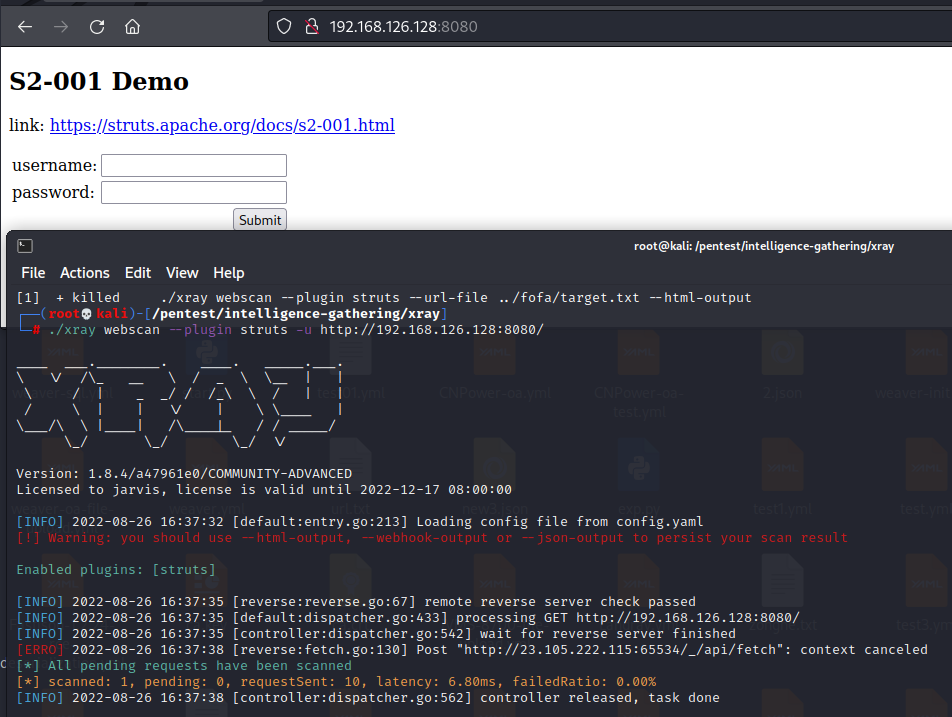 192.168.126.128:8080
S2-001 Demo
link: https://struts.apache.org/docs/s2-001.html
username:
password:
Submit
root@kali: /pentest/intelligence-gathering/xray
File Actions Edit View Help
[1]  + killed     ./xray webscan --plugin struts --url-file ../fofa/target.txt --html-output
(root💀kali)-[/pentest/intelligence-gathering/xray]
# ./xray webscan --plugin struts -u http://192.168.126.128:8080/
XRAY
Version: 1.8.4/a47961e0/COMMUNITY-ADVANCED
Licensed to jarvis, license is valid until 2022-12-17 08:00:00
[INFO] 2022-08-26 16:37:32 [default:entry.go:213] Loading config file from config.yaml
[!] Warning: you should use --html-output, --webhook-output or --json-output to persist your scan result
Enabled plugins: [struts]
[INFO] 2022-08-26 16:37:35 [reverse:reverse.go:67] remote reverse server check passed
[INFO] 2022-08-26 16:37:35 [default:dispatcher.go:433] processing GET http://192.168.126.128:8080/
[INFO] 2022-08-26 16:37:35 [controller:dispatcher.go:542] wait for reverse server finished
[ERRO] 2022-08-26 16:37:38 [reverse:fetch.go:130] Post "http://23.105.222.115:65534/_/api/fetch": context canceled
[*] All pending requests have been scanned
[*] scanned: 1, pending: 0, requestSent: 10, latency: 6.80ms, failedRatio: 0.00%
[INFO] 2022-08-26 16:37:38 [controller:dispatcher.go:562] controller released, task done